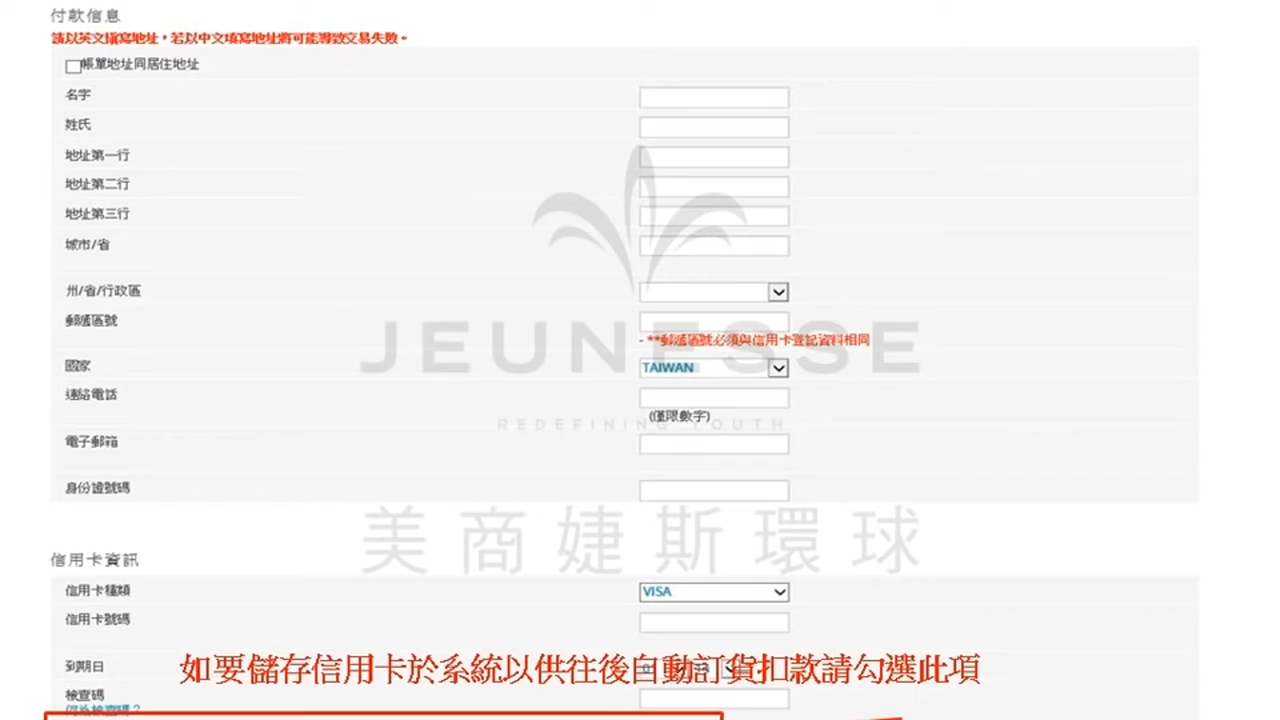 付款信息
請以英文填寫地址，若以中文填寫地址將可能導致交易失敗。
帳單地址同居住地址
名字
姓氏
地址第一行
地址第二行
地址第三行
城市/省
州/省/行政區
郵遞區號
- **郵遞區號必須與信用卡登記資料相同
國家 TAIWAN
連絡電話
(僅限數字)
電子郵箱
身份證號碼
JEUNESSE
REDEFINING YOUTH
美商婕斯環球
信用卡資訊
信用卡種類 VISA
信用卡號碼
到期日
如要儲存信用卡於系統以供往後自動訂貨扣款請勾選此項
檢查碼
何為檢查碼？